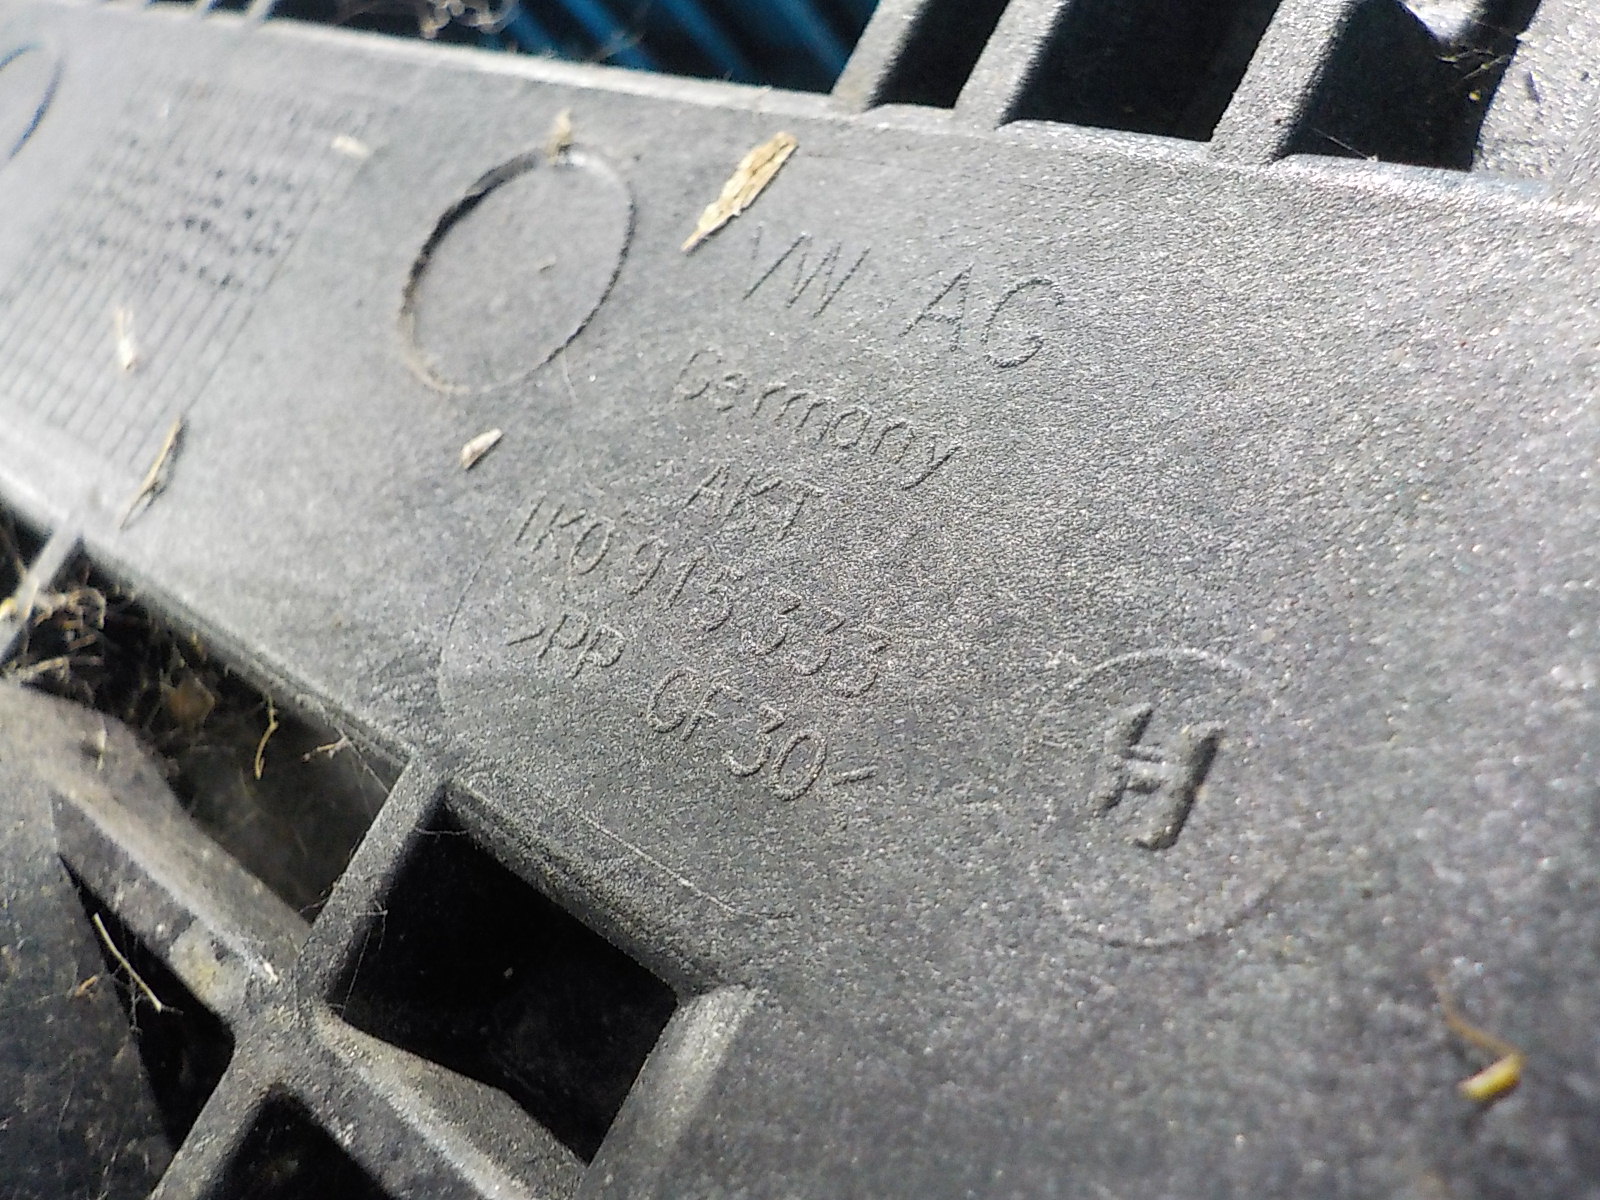 VW AG
Germany
AKT
1K0 915 333
>PP GF30<
H